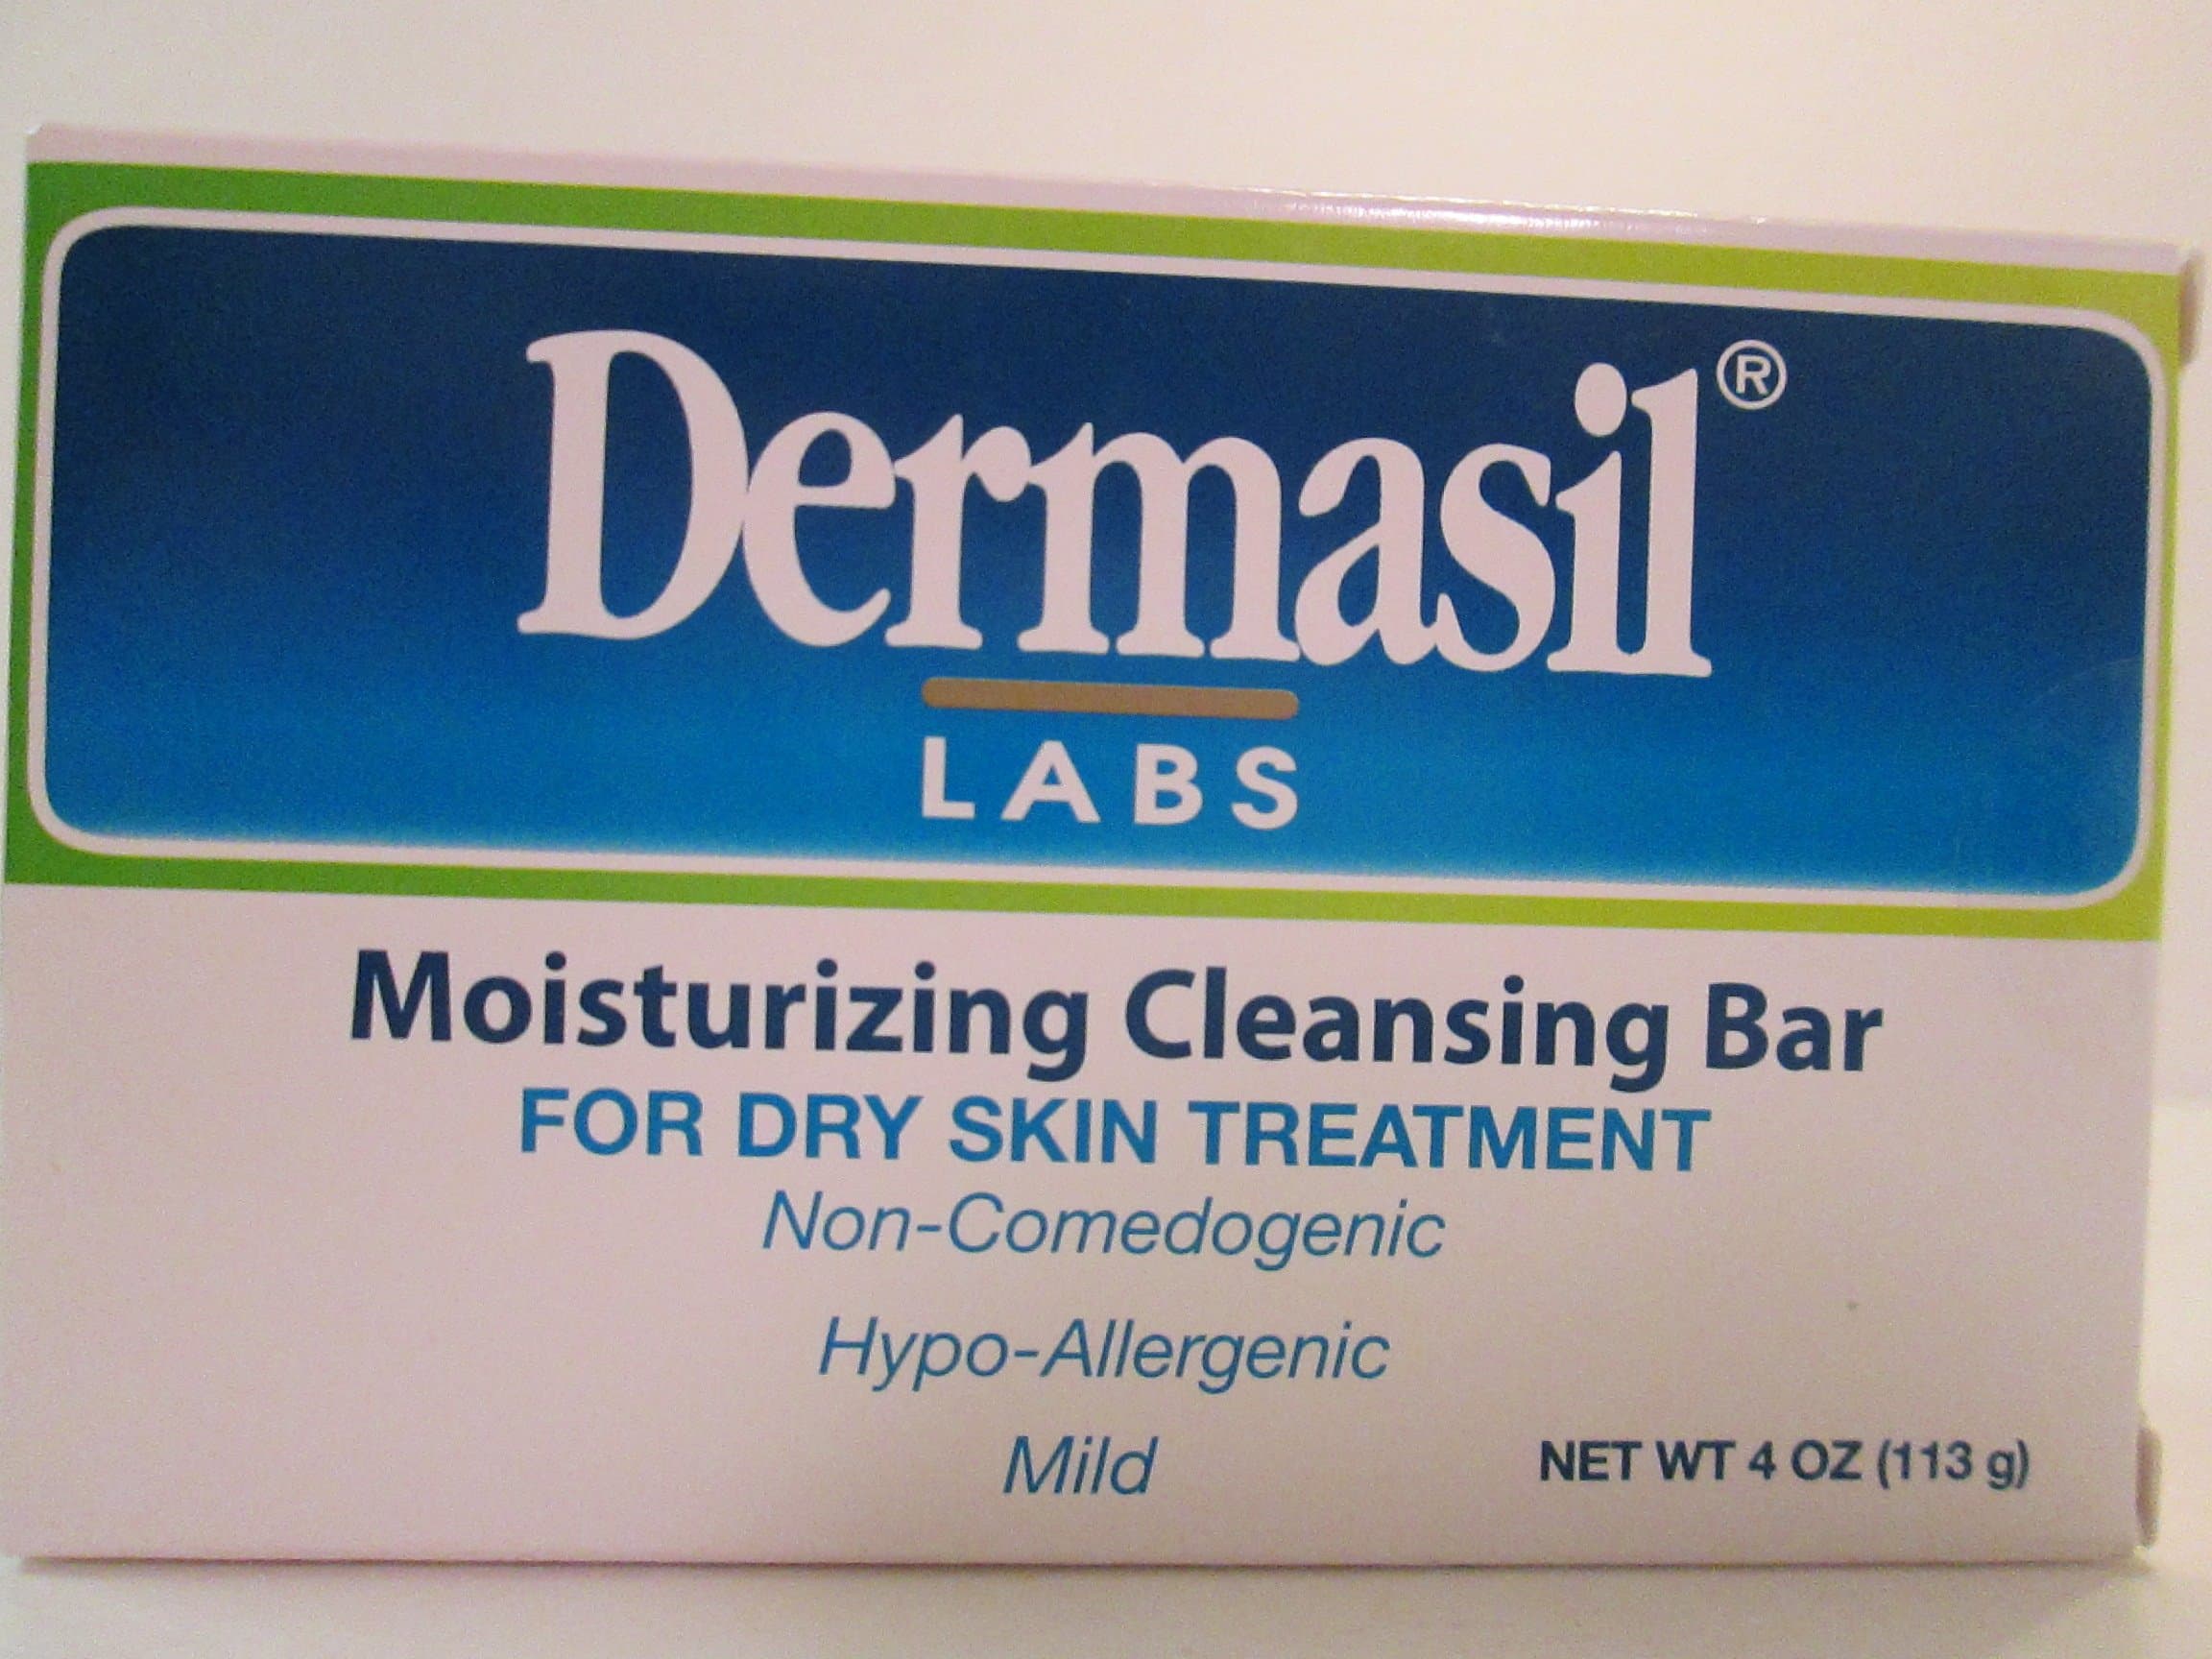 Dermasil®
LABS
Moisturizing Cleansing Bar
FOR DRY SKIN TREATMENT
Non-Comedogenic
Hypo-Allergenic
Mild
NET WT 4 OZ (113 g)